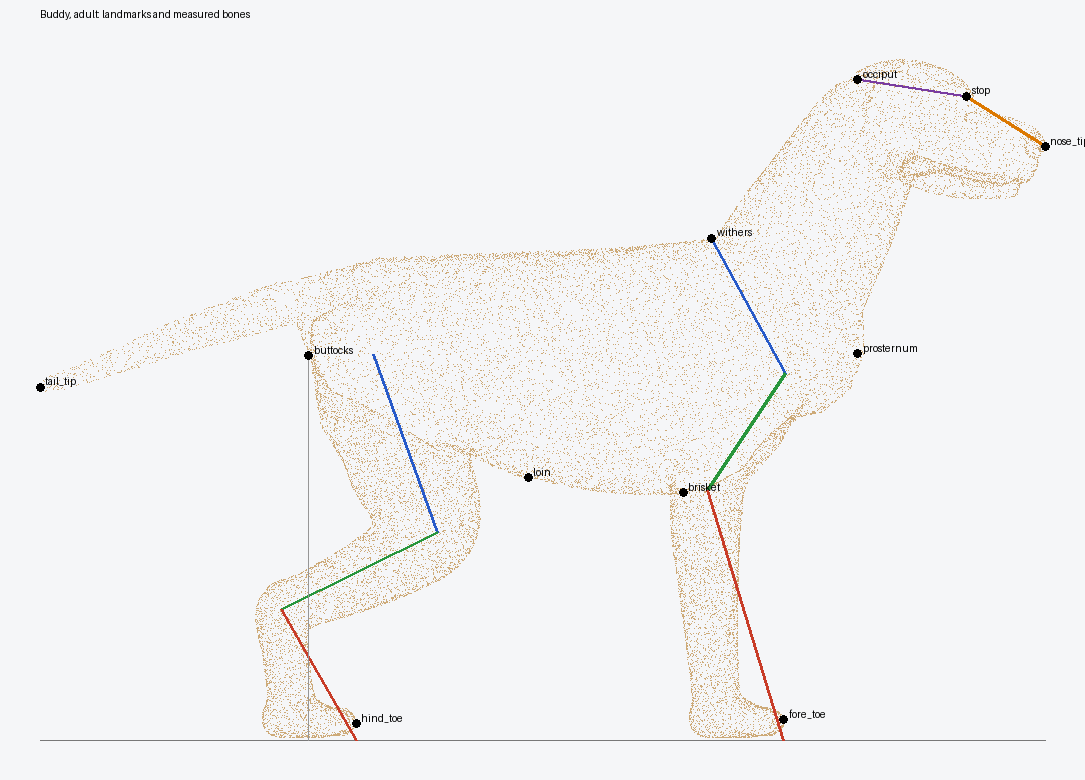 Buddy, adult: landmarks and measured bones
occiput
stop
nose_tip
withers
prosternum
buttocks
tail_tip
loin
brisket
fore_toe
hind_toe